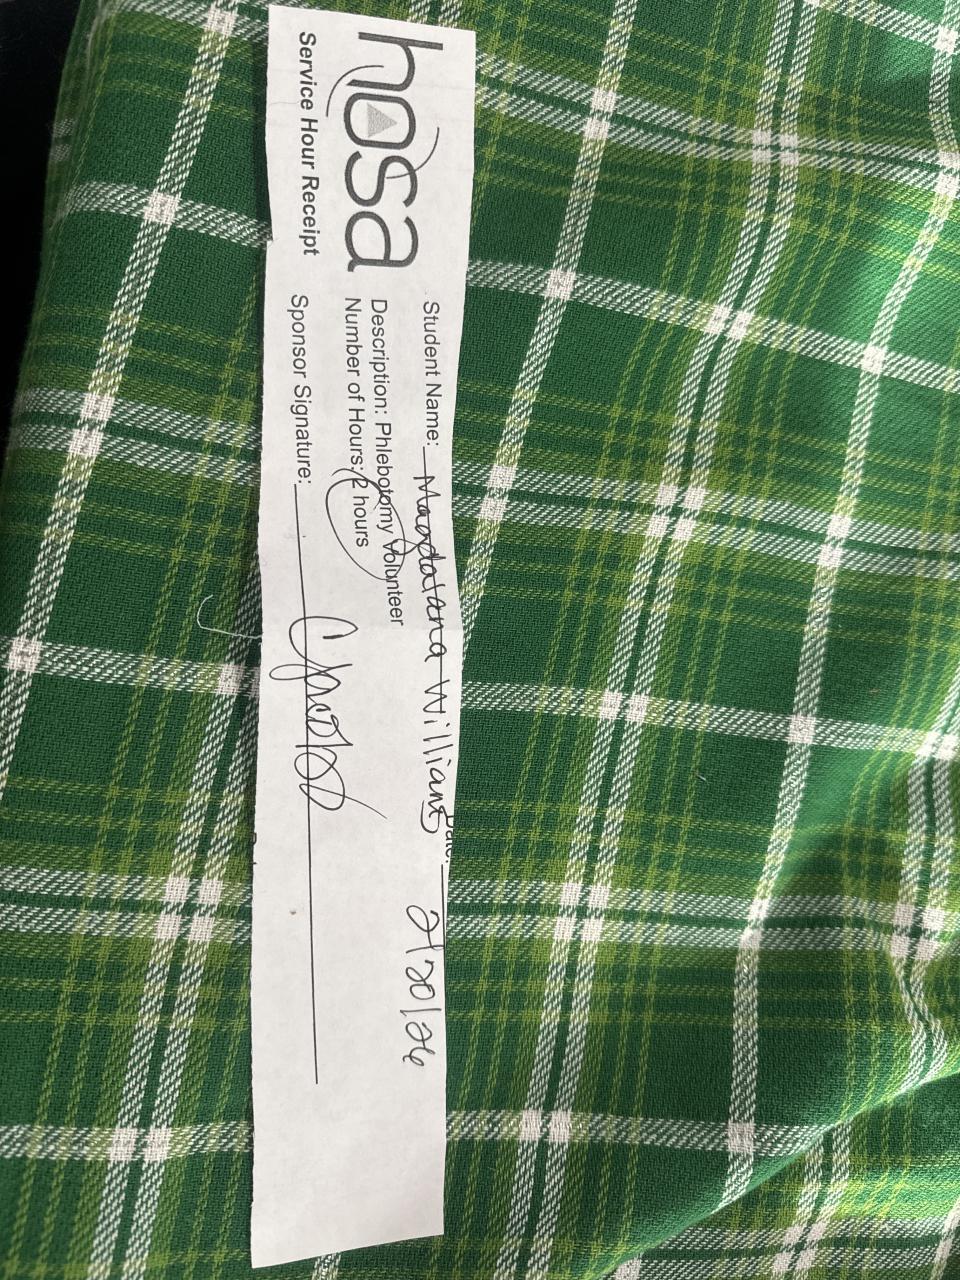 hosa
Service Hour Receipt
Date:
Student Name: Magdalana Williams 2/20/26
Description: Phlebotomy Volunteer
Number of Hours: 2 hours
Sponsor Signature: